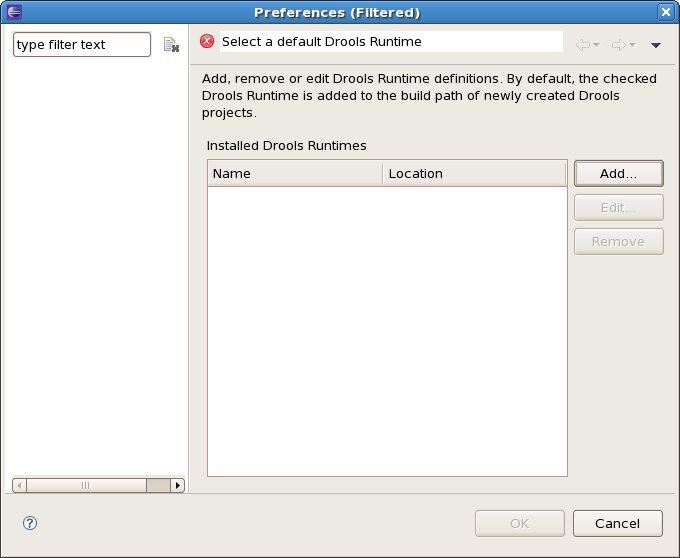 Preferences (Filtered)
type filter text
Select a default Drools Runtime
Add, remove or edit Drools Runtime definitions. By default, the checked
Drools Runtime is added to the build path of newly created Drools
projects.
Installed Drools Runtimes
Name Location
Add...
Edit...
Remove
OK Cancel